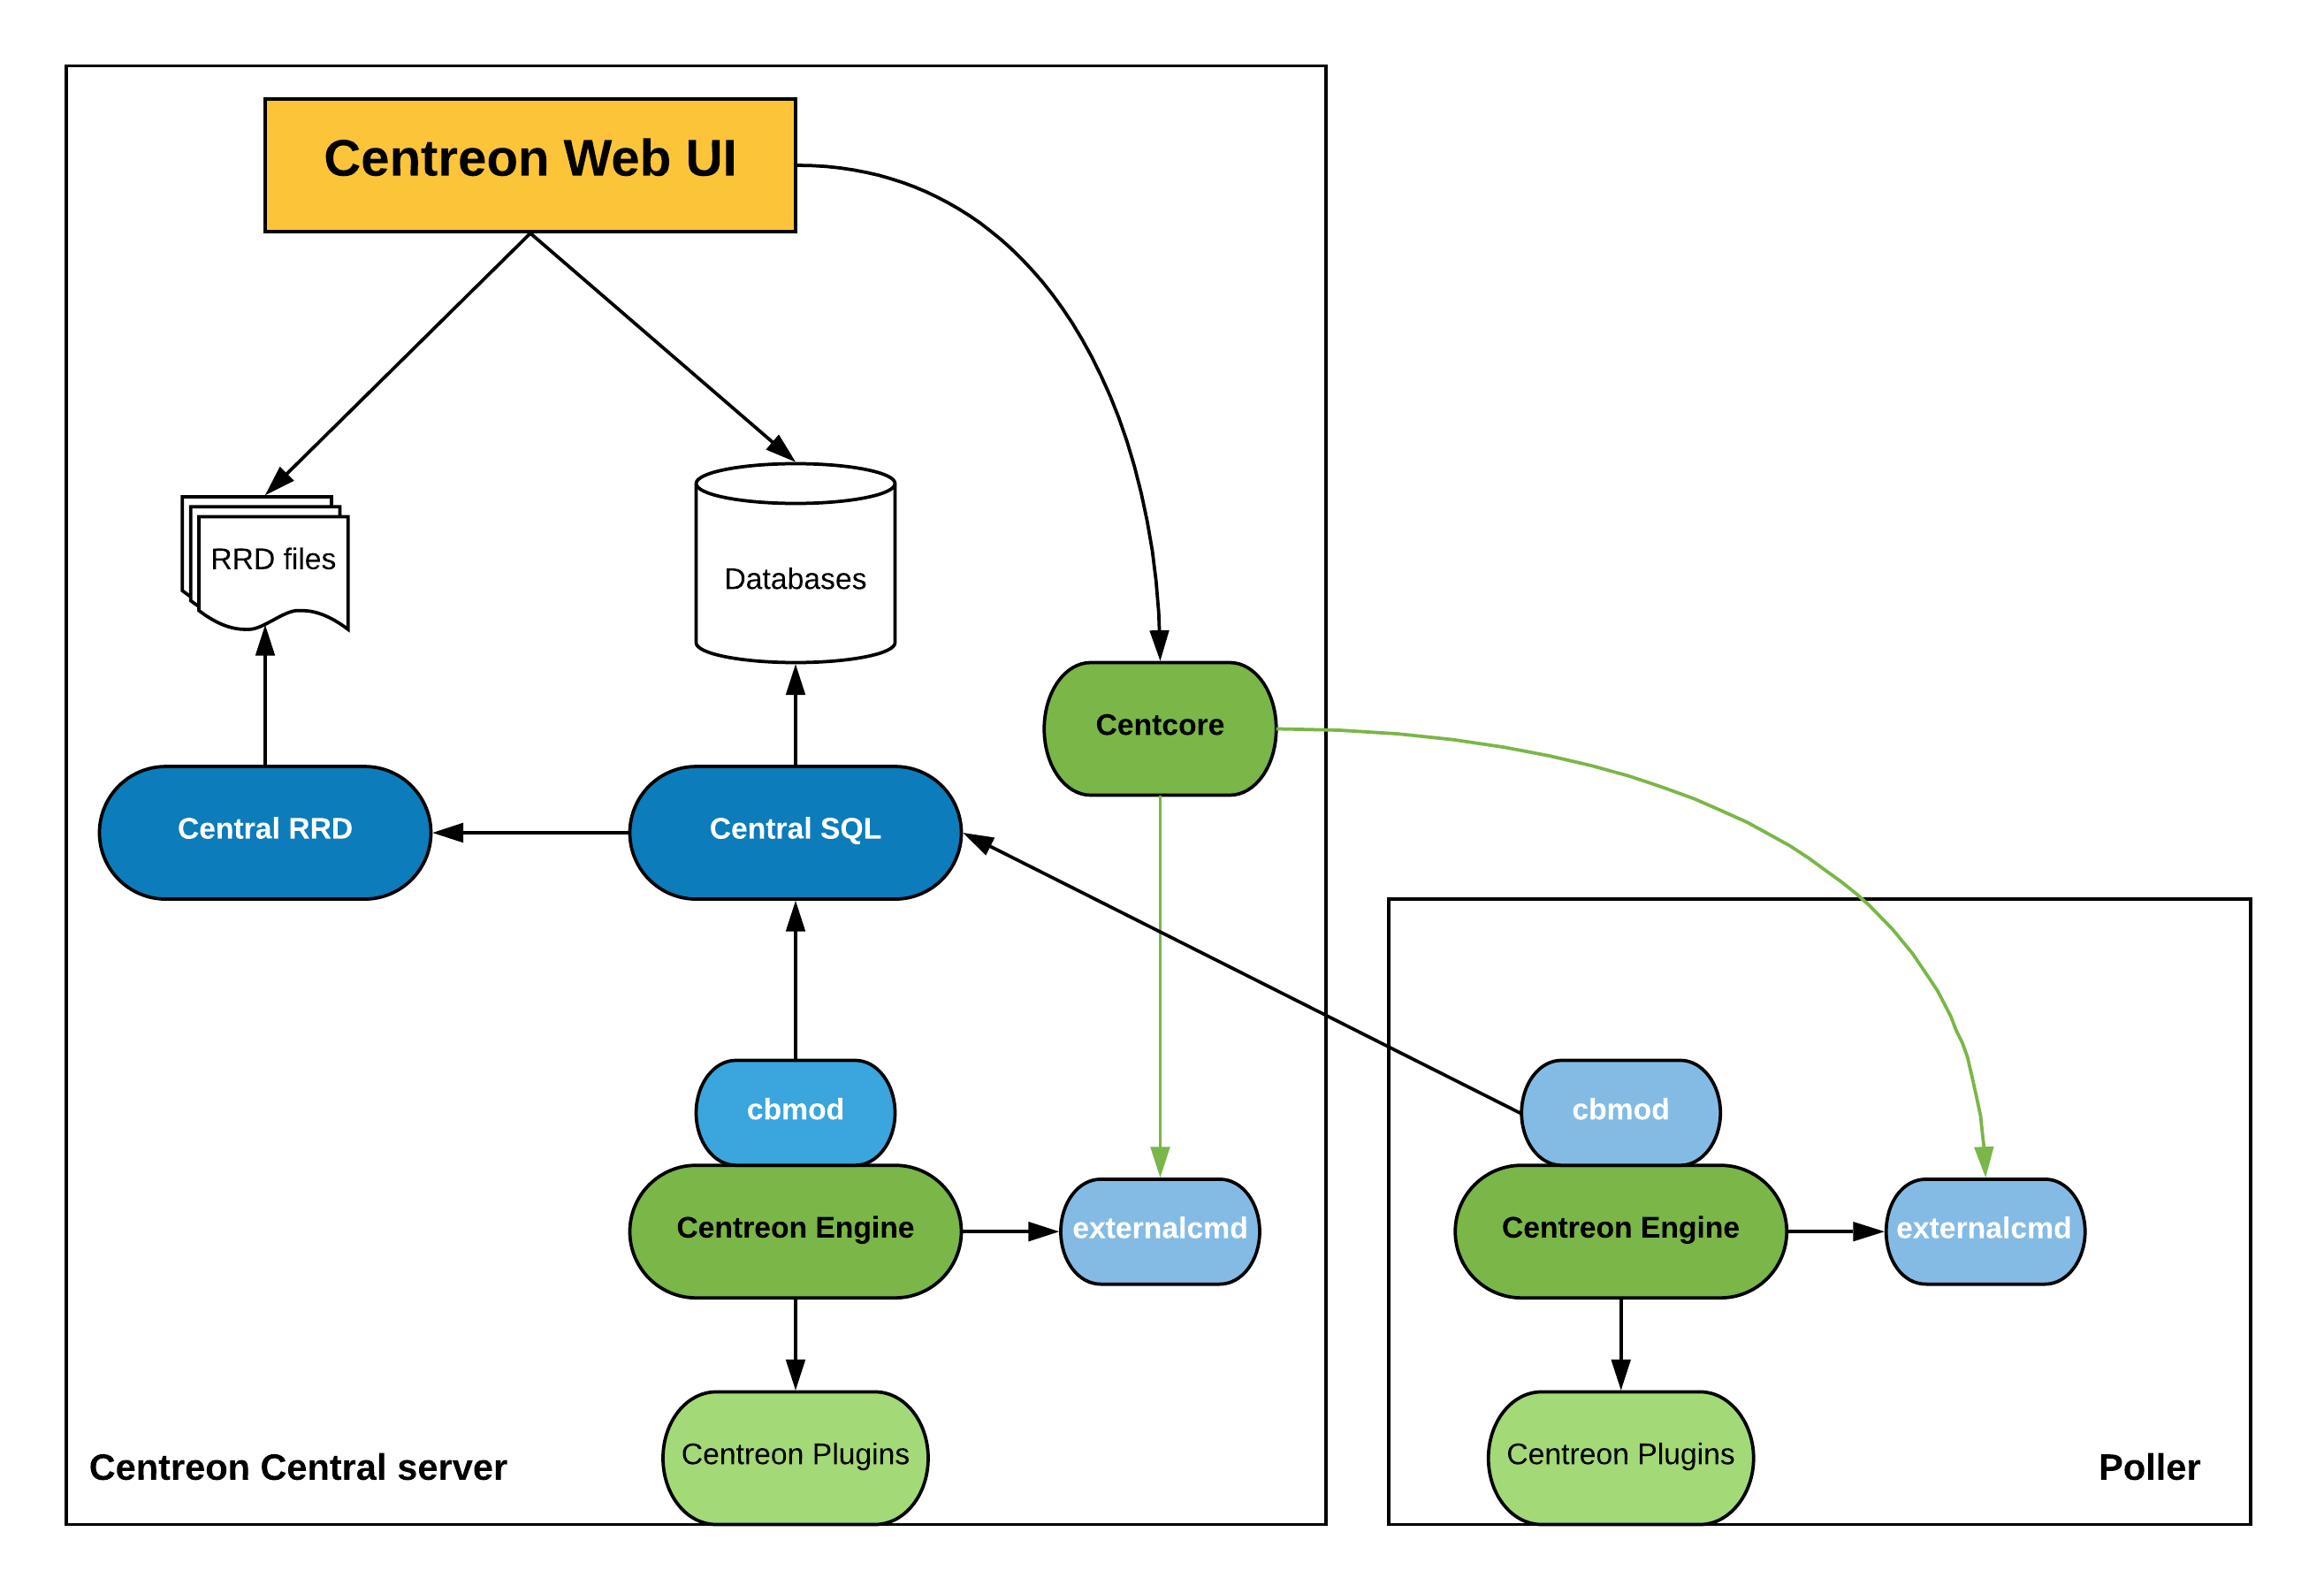 Centreon Web UI
RRD files
Databases
Centcore
Central RRD
Central SQL
cbmod
Centreon Engine
externalcmd
Centreon Plugins
Centreon Central server
cbmod
Centreon Engine
externalcmd
Centreon Plugins
Poller